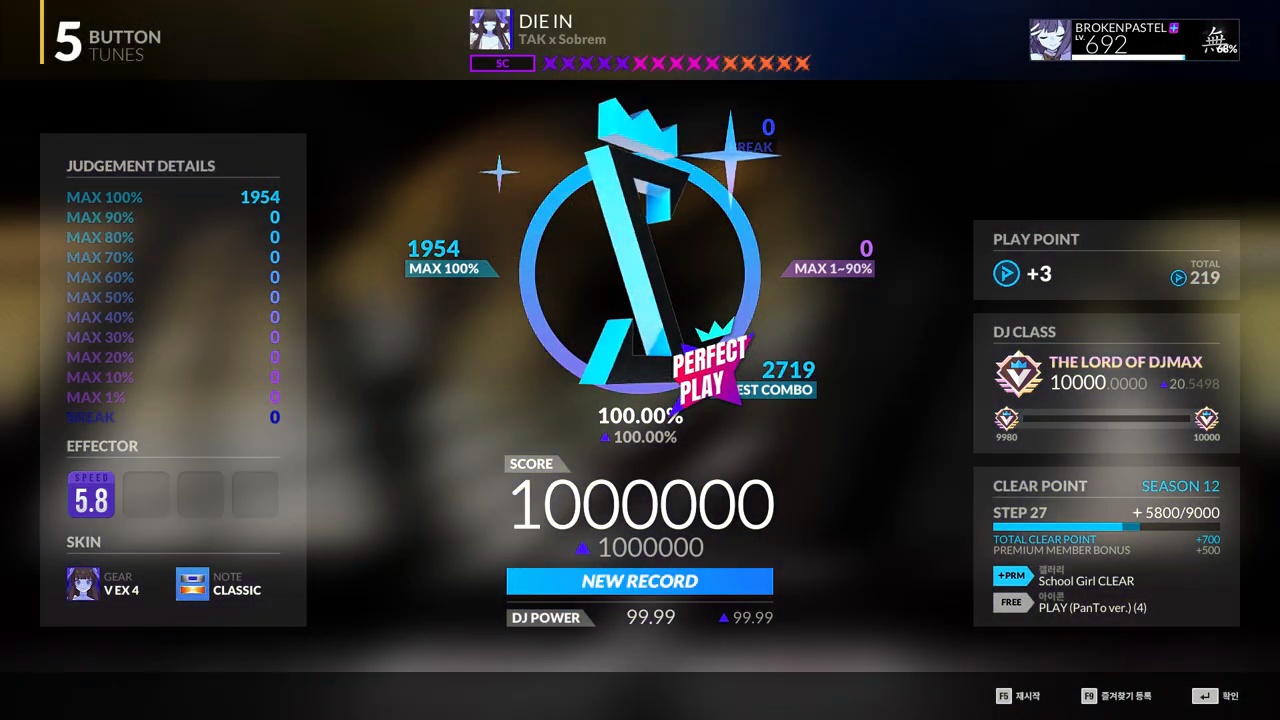 5 BUTTON
TUNES
DIE IN
TAK x Sobrem
SC
BROKENPASTEL
LV. 692
無
68%
JUDGEMENT DETAILS
MAX 100% 1954
MAX 90% 0
MAX 80% 0
MAX 70% 0
MAX 60% 0
MAX 50% 0
MAX 40% 0
MAX 30% 0
MAX 20% 0
MAX 10% 0
MAX 1% 0
BREAK 0
EFFECTOR
SPEED
5.8
SKIN
GEAR
V EX 4
NOTE
CLASSIC
0
BREAK
1954
MAX 100%
0
MAX 1~90%
PERFECT
PLAY
2719
EST COMBO
100.00%
100.00%
SCORE
1000000
1000000
NEW RECORD
DJ POWER 99.99 99.99
PLAY POINT
+3
TOTAL
219
DJ CLASS
THE LORD OF DJMAX
10000.0000 20.5498
9980 10000
CLEAR POINT SEASON 12
STEP 27 + 5800/9000
TOTAL CLEAR POINT +700
PREMIUM MEMBER BONUS +500
+PRM 갤러리
School Girl CLEAR
FREE 아이콘
PLAY (PanTo ver.) (4)
F5 재시작 F9 즐겨찾기 등록 확인